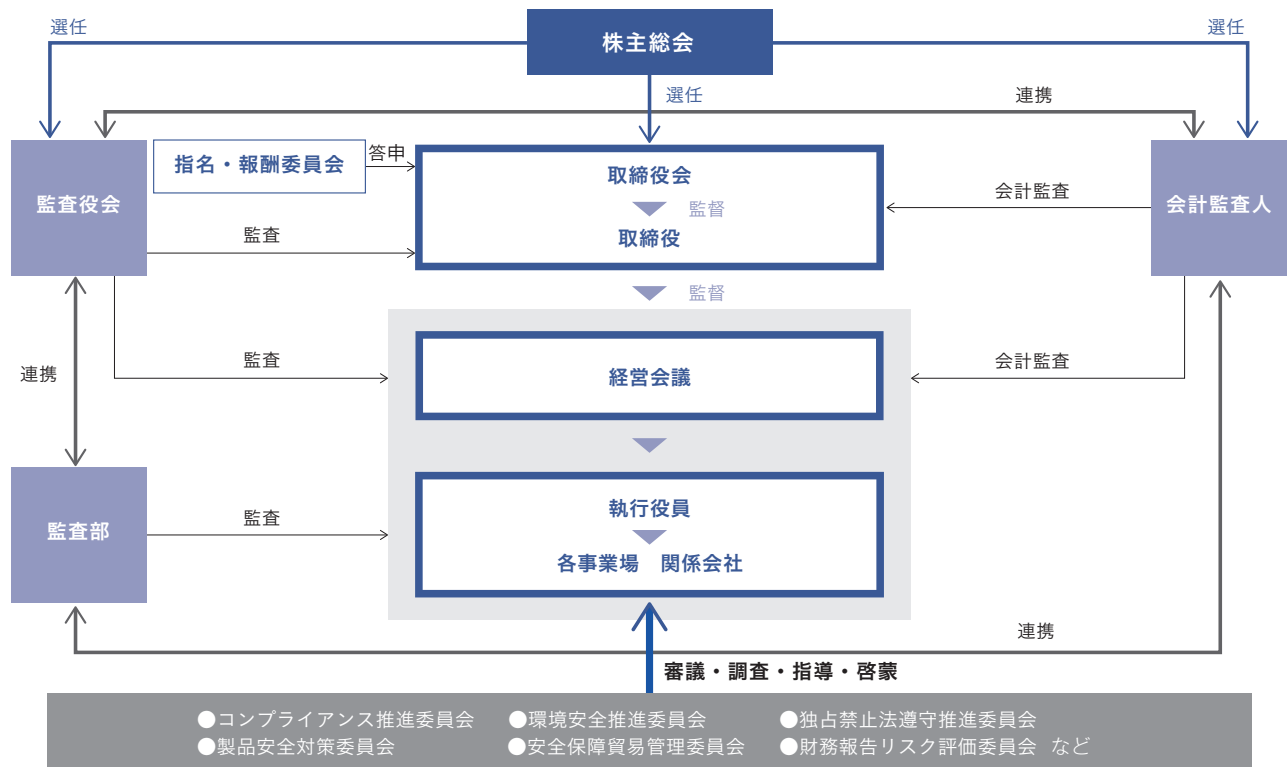 選任
株主総会
選任
選任
連携
指名・報酬委員会
答申
監査役会
取締役会
監督
取締役
会計監査
会計監査人
監査
監督
監査
経営会議
会計監査
連携
監査部
監査
執行役員
各事業場　関係会社
連携
審議・調査・指導・啓蒙
●コンプライアンス推進委員会　●環境安全推進委員会　●独占禁止法遵守推進委員会
●製品安全対策委員会　●安全保障貿易管理委員会　●財務報告リスク評価委員会 など